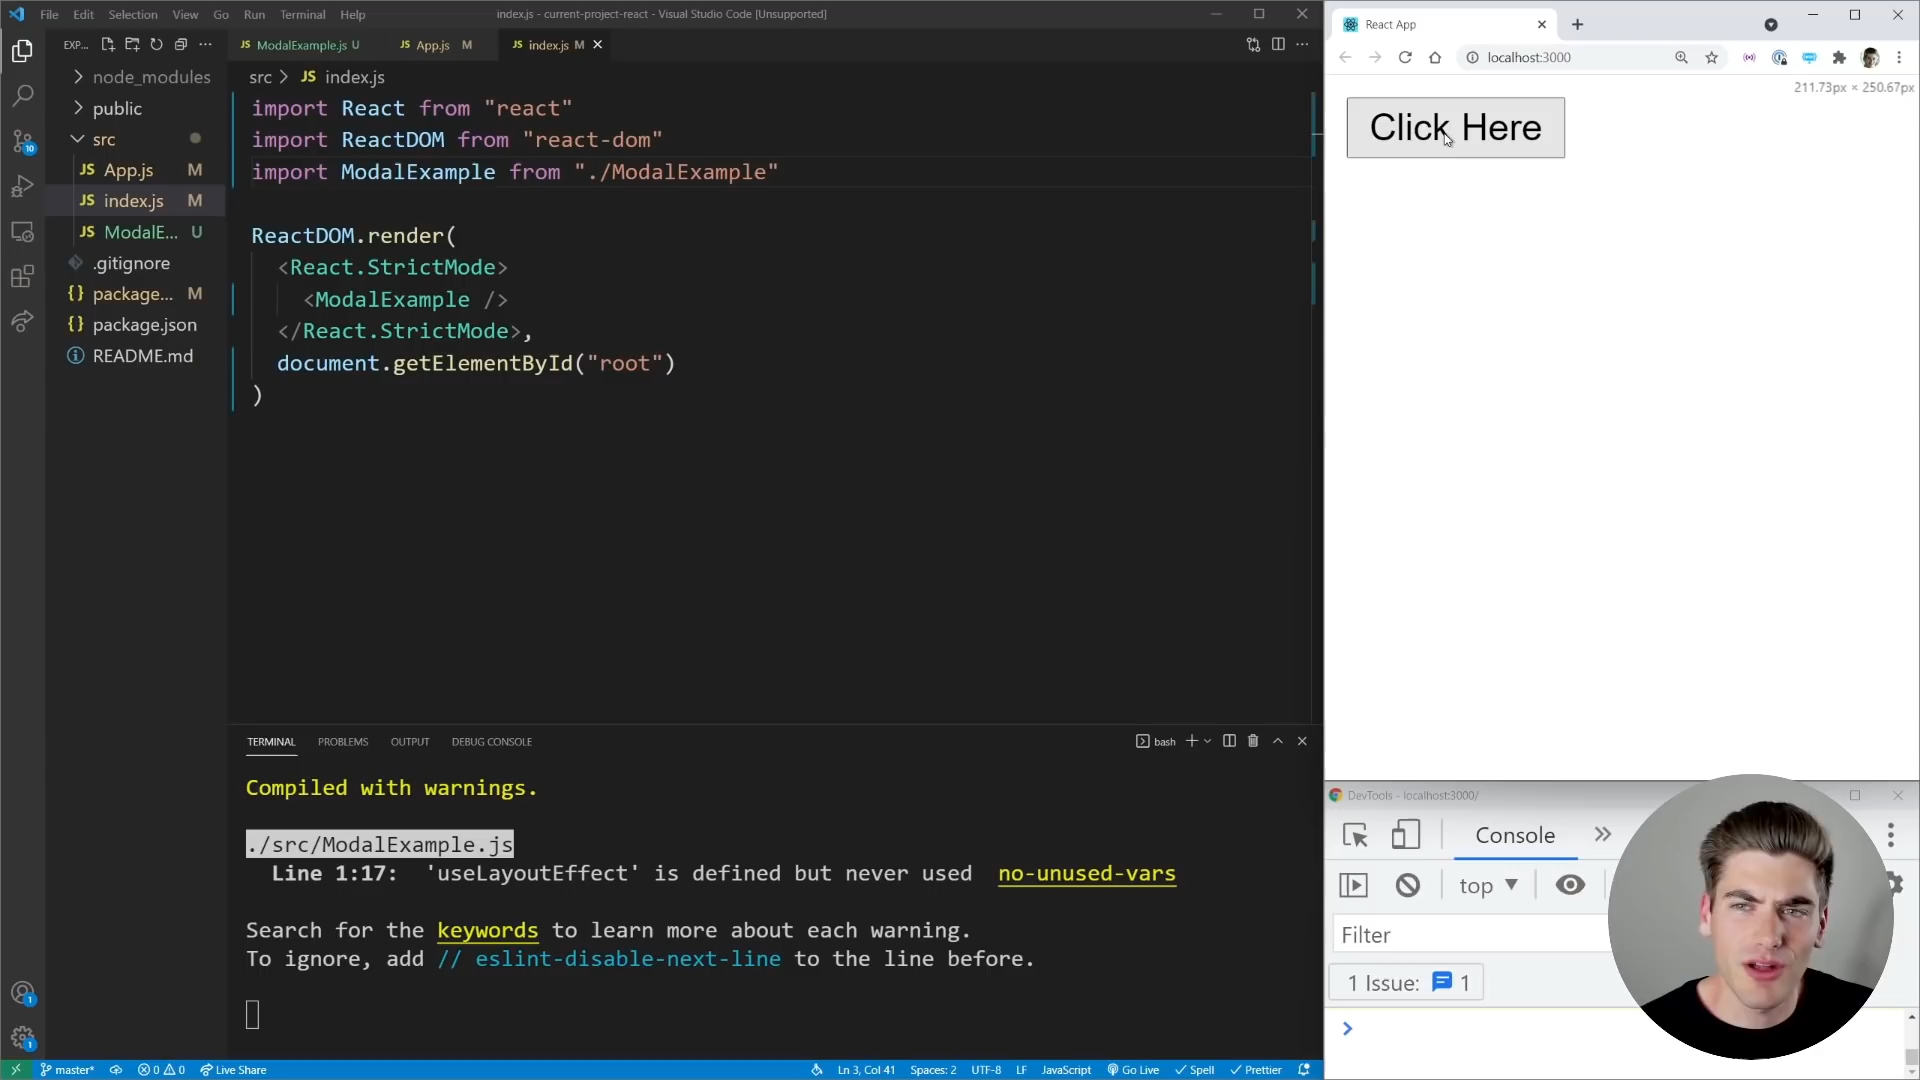 File Edit Selection View Go Run Terminal Help
index.js - current-project-react - Visual Studio Code [Unsupported]
EXP...
ModalExample.js U
App.js M
index.js M
node_modules
public
src
App.js M
index.js M
ModalE... U
.gitignore
package... M
package.json
README.md
10
1
1
src > JS index.js
import React from "react"
import ReactDOM from "react-dom"
import ModalExample from "./ModalExample"
ReactDOM.render(
<React.StrictMode>
<ModalExample />
</React.StrictMode>,
document.getElementById("root")
)
TERMINAL PROBLEMS OUTPUT DEBUG CONSOLE
bash
Compiled with warnings.
./src/ModalExample.js
Line 1:17: 'useLayoutEffect' is defined but never used no-unused-vars
Search for the keywords to learn more about each warning.
To ignore, add // eslint-disable-next-line to the line before.
master* 0 0 Live Share
Ln 3, Col 41 Spaces: 2 UTF-8 LF JavaScript Go Live Spell Prettier
React App
localhost:3000
211.73px × 250.67px
Click Here
DevTools - localhost:3000/
Console
top
Filter
1 Issue: 1